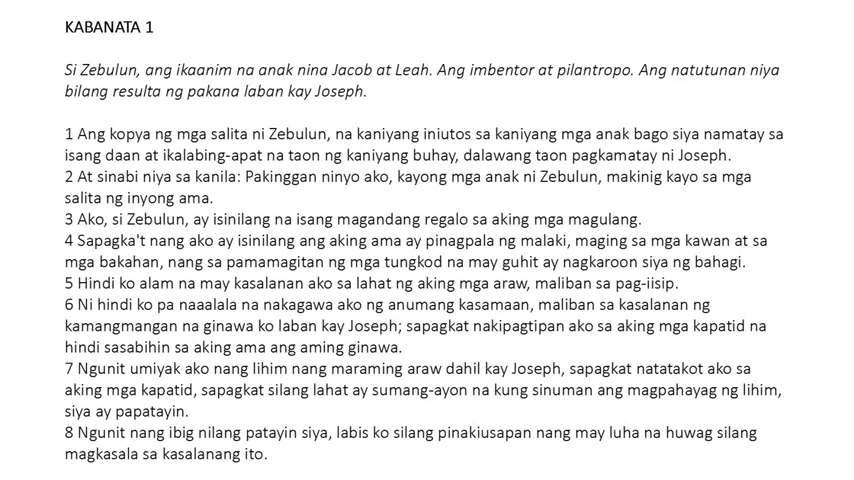 KABANATA 1
Si Zebulun, ang ikaanim na anak nina Jacob at Leah. Ang imbentor at pilantropo. Ang natutunan niya
bilang resulta ng pakana laban kay Joseph.
1 Ang kopya ng mga salita ni Zebulun, na kaniyang iniutos sa kaniyang mga anak bago siya namatay sa
isang daan at ikalabing-apat na taon ng kaniyang buhay, dalawang taon pagkamatay ni Joseph.
2 At sinabi niya sa kanila: Pakinggan ninyo ako, kayong mga anak ni Zebulun, makinig kayo sa mga
salita ng inyong ama.
3 Ako, si Zebulun, ay isinilang na isang magandang regalo sa aking mga magulang.
4 Sapagka't nang ako ay isinilang ang aking ama ay pinagpala ng malaki, maging sa mga kawan at sa
mga bakahan, nang sa pamamagitan ng mga tungkod na may guhit ay nagkaroon siya ng bahagi.
5 Hindi ko alam na may kasalanan ako sa lahat ng aking mga araw, maliban sa pag-iisip.
6 Ni hindi ko pa naaalala na nakagawa ako ng anumang kasamaan, maliban sa kasalanan ng
kamangmangan na ginawa ko laban kay Joseph; sapagkat nakipagtipan ako sa aking mga kapatid na
hindi sasabihin sa aking ama ang aming ginawa.
7 Ngunit umiyak ako nang lihim nang maraming araw dahil kay Joseph, sapagkat natatakot ako sa
aking mga kapatid, sapagkat silang lahat ay sumang-ayon na kung sinuman ang magpahayag ng lihim,
siya ay papatayin.
8 Ngunit nang ibig nilang patayin siya, labis ko silang pinakiusapan nang may luha na huwag silang
magkasala sa kasalanang ito.